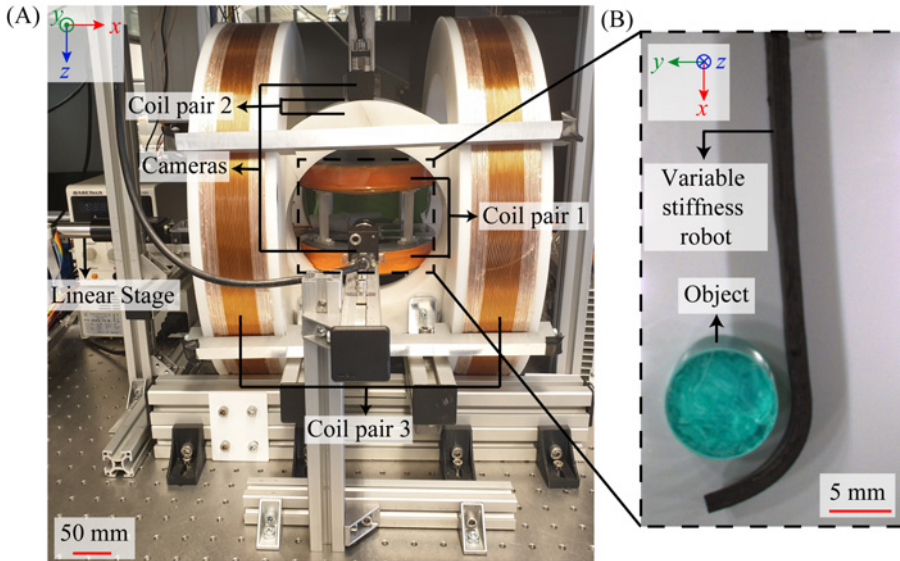 (A)
y
x
z
Coil pair 2
Cameras
Coil pair 1
Linear Stage
Coil pair 3
50 mm
(B)
y
z
x
Variable
stiffness
robot
Object
5 mm